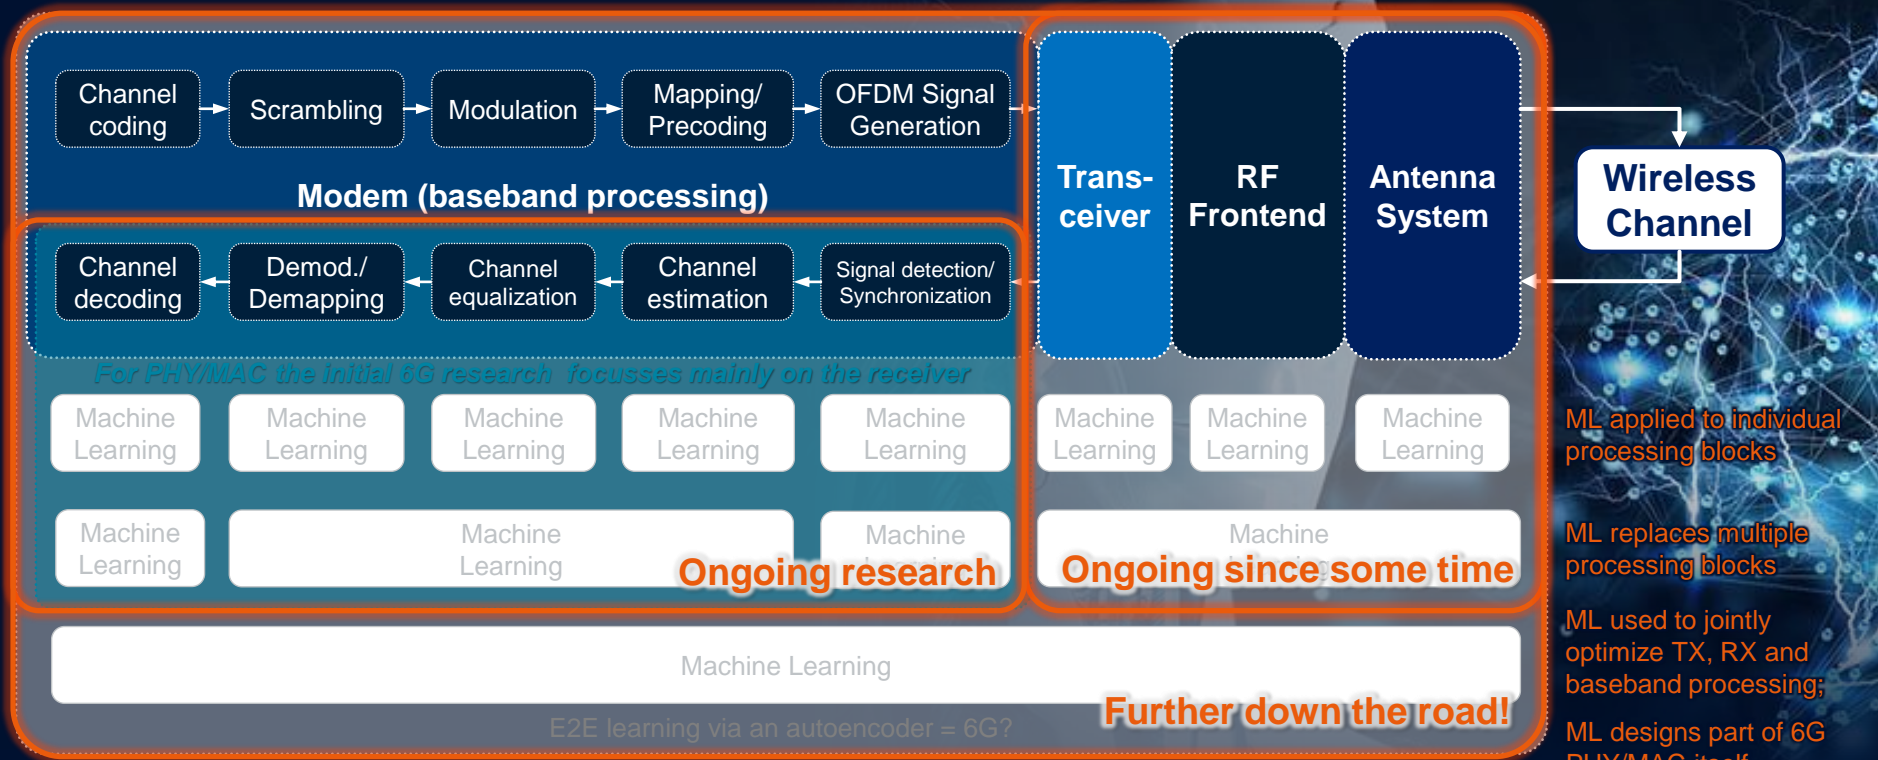 Channel
coding
Scrambling
Modulation
Mapping/
Precoding
OFDM Signal
Generation
Modem (baseband processing)
Trans-
ceiver
RF
Frontend
Antenna
System
Wireless
Channel
Channel
decoding
Demod./
Demapping
Channel
equalization
Channel
estimation
Signal detection/
Synchronization
For PHY/MAC the initial 6G research focusses mainly on the receiver
Machine
Learning
Machine
Learning
Machine
Learning
Machine
Learning
Machine
Learning
Machine
Learning
Machine
Learning
Machine
Learning
ML applied to individual
processing blocks
Machine
Learning
Machine
Learning
Machine
Learning
Ongoing research
Machine
Learning
Ongoing since some time
ML replaces multiple
processing blocks
Machine Learning
Further down the road!
E2E learning via an autoencoder = 6G?
ML used to jointly
optimize TX, RX and
baseband processing;
ML designs part of 6G
PHY/MAC itself